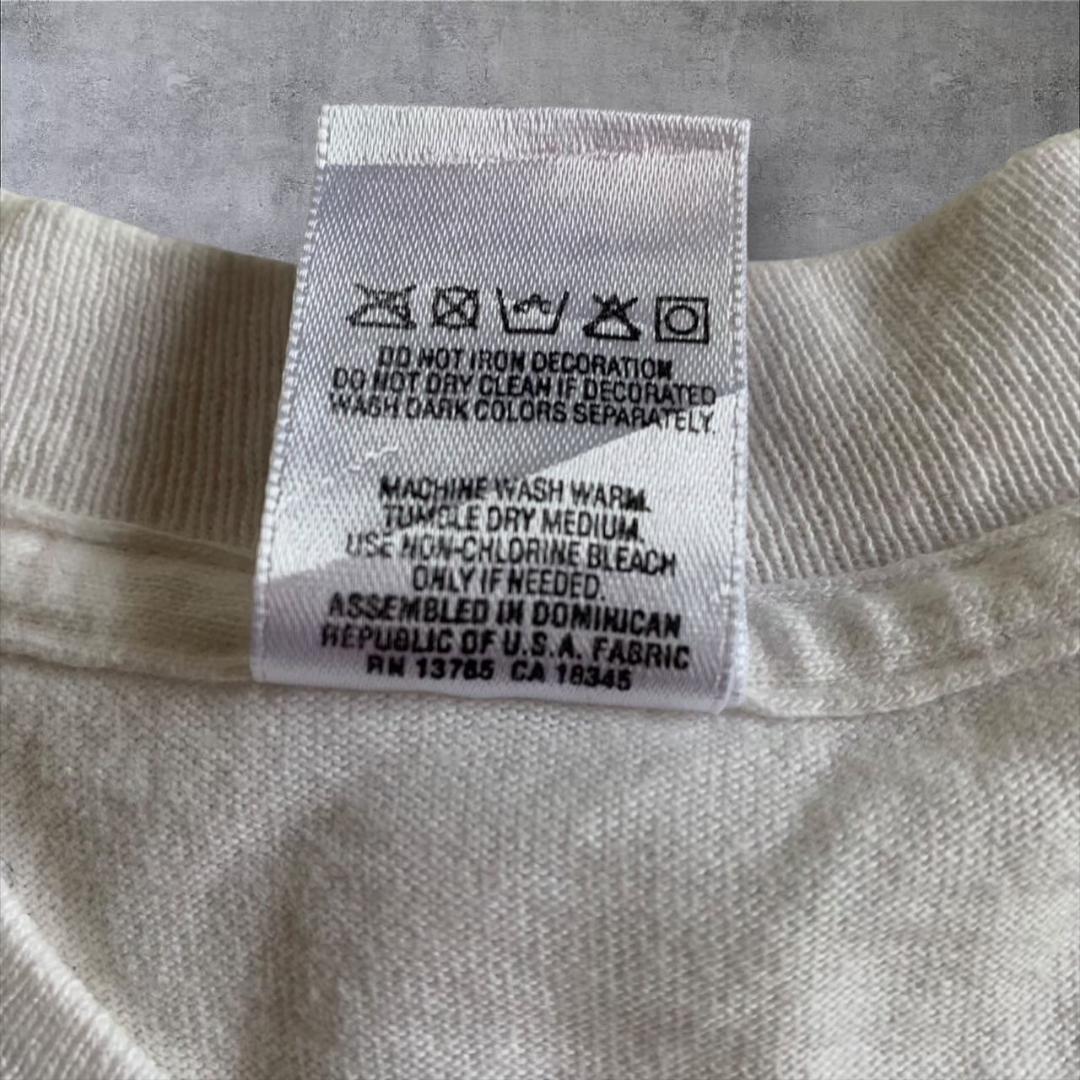 DO NOT IRON DECORATION
DO NOT DRY CLEAN IF DECORATED
WASH DARK COLORS SEPARATELY.
MACHINE WASH WARM.
TUMBLE DRY MEDIUM.
USE NON-CHLORINE BLEACH
ONLY IF NEEDED.
ASSEMBLED IN DOMINICAN
REPUBLIC OF U.S.A. FABRIC
RN 13765 CA 18345